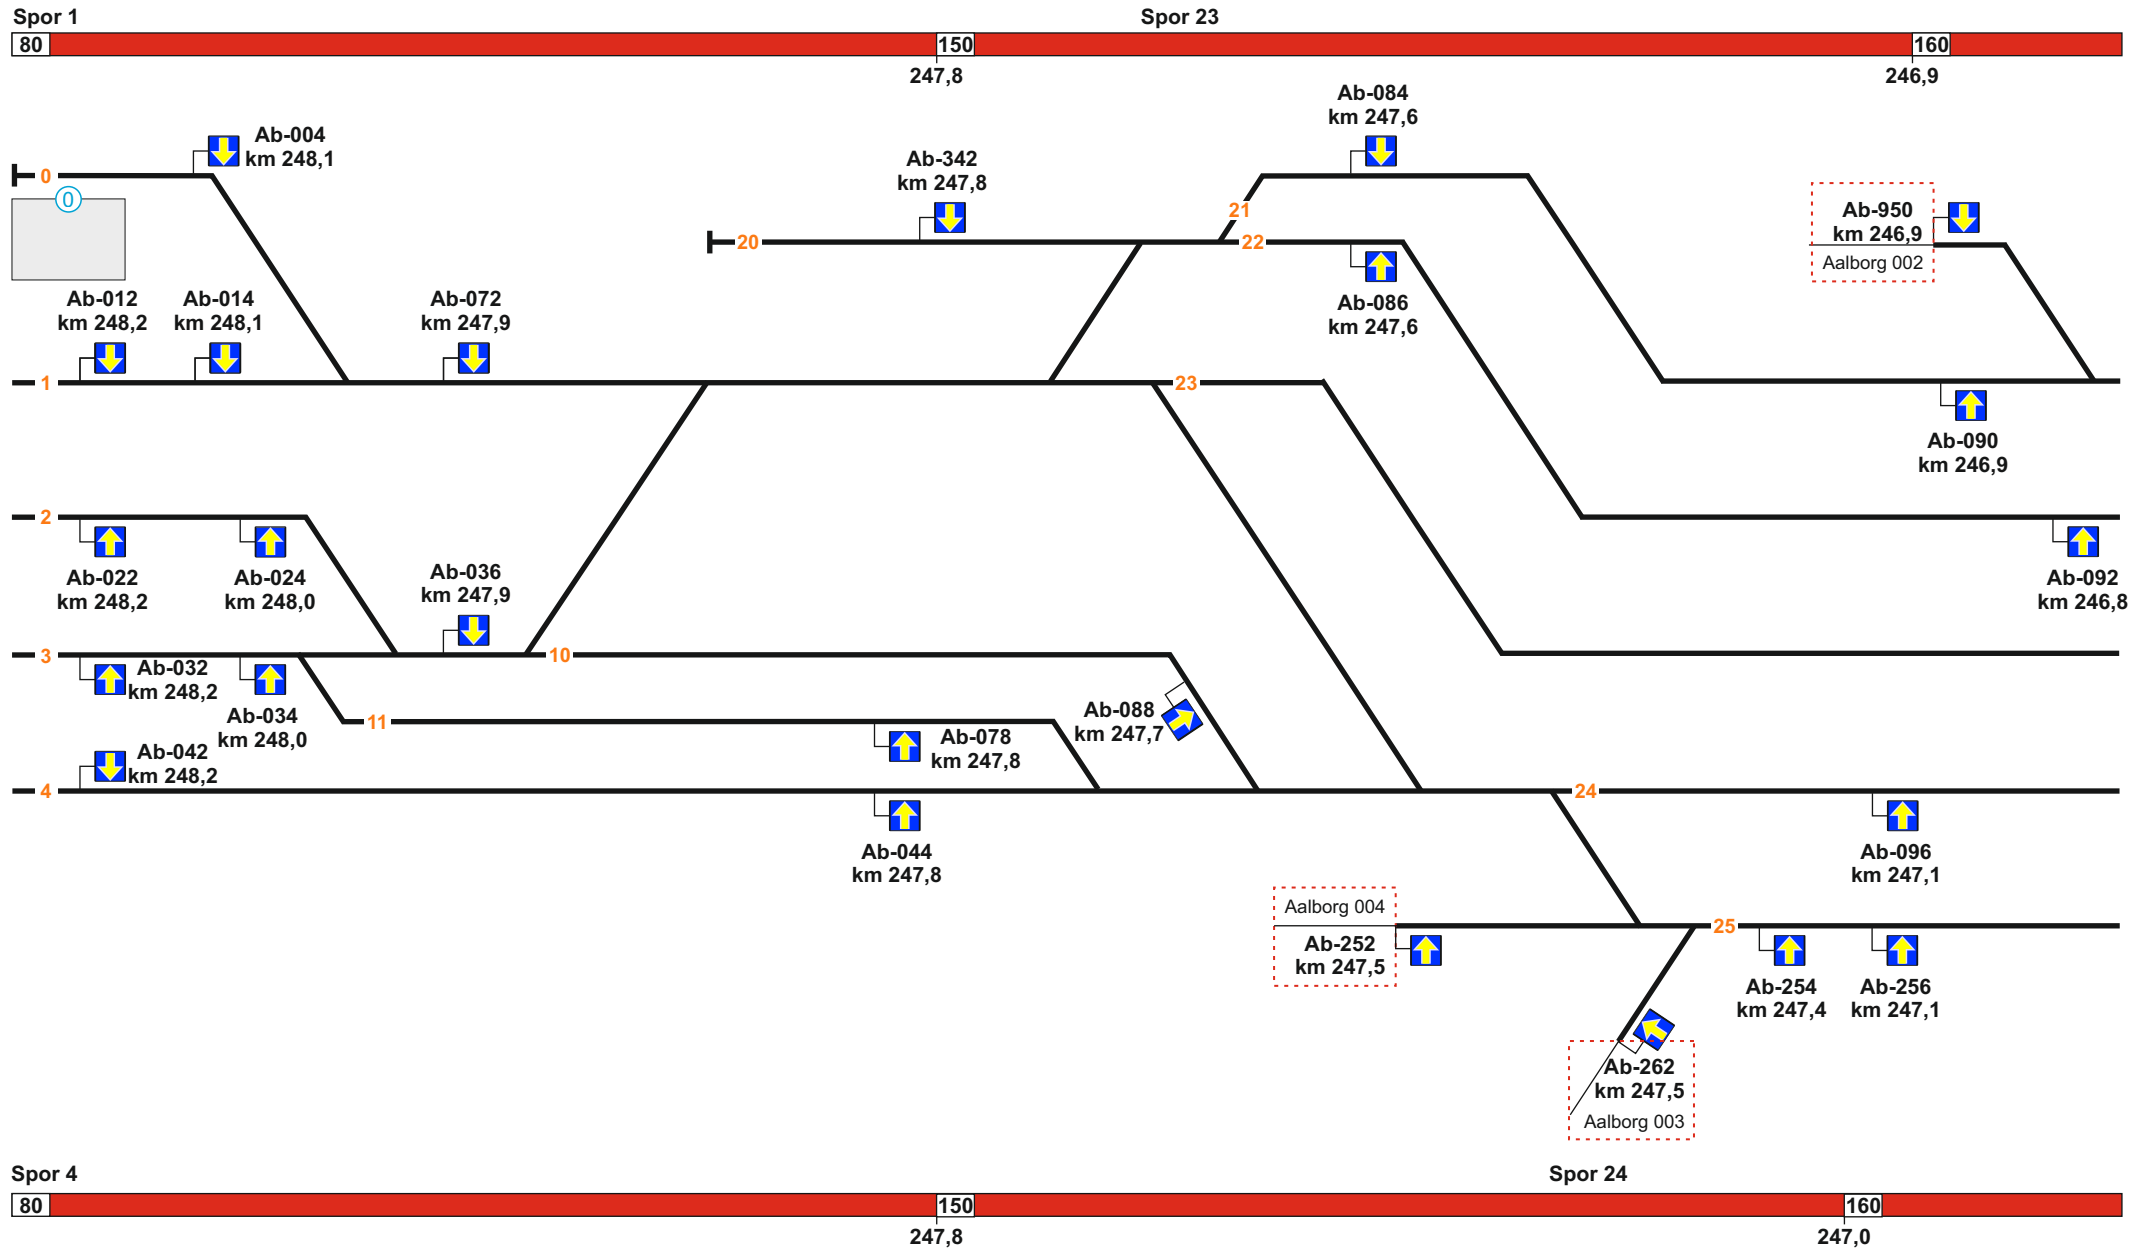 Spor 1
Spor 23
80
150
160
247,8
246,9
Ab-084
km 247,6
Ab-004
km 248,1
Ab-342
km 247,8
0
0
21
Ab-950
km 246,9
Aalborg 002
20
22
Ab-012
km 248,2
Ab-014
km 248,1
Ab-072
km 247,9
Ab-086
km 247,6
1
23
Ab-090
km 246,9
2
Ab-022
km 248,2
Ab-024
km 248,0
Ab-036
km 247,9
Ab-092
km 246,8
3
10
Ab-032
km 248,2
Ab-034
km 248,0
11
Ab-088
km 247,7
Ab-078
km 247,8
Ab-042
km 248,2
4
24
Ab-044
km 247,8
Ab-096
km 247,1
Aalborg 004
Ab-252
km 247,5
25
Ab-254
km 247,4
Ab-256
km 247,1
Ab-262
km 247,5
Aalborg 003
Spor 4
Spor 24
80
150
160
247,8
247,0